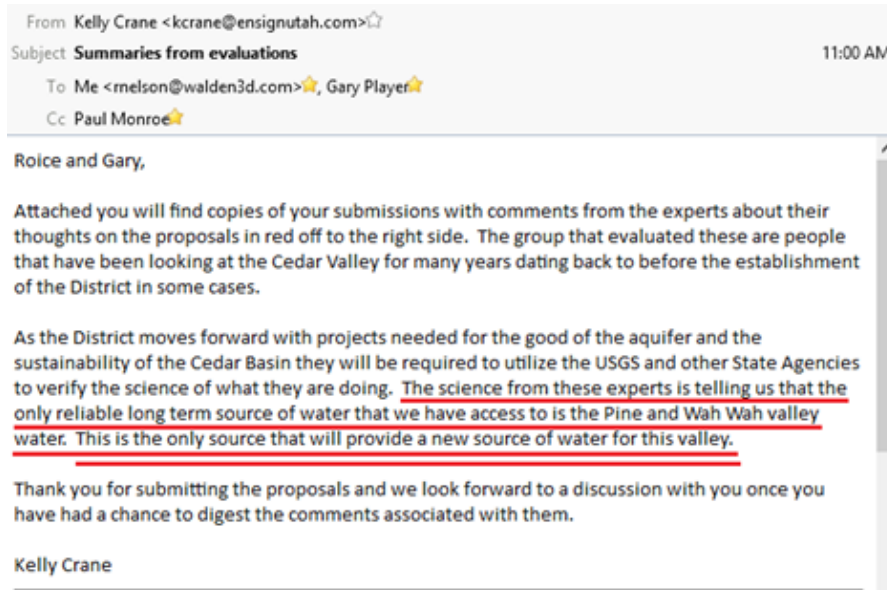 From Kelly Crane <kcrane@ensignutah.com>
Subject Summaries from evaluations 11:00 AM
To Me <rnelson@walden3d.com>, Gary Player
Cc Paul Monroe
Roice and Gary,
Attached you will find copies of your submissions with comments from the experts about their
thoughts on the proposals in red off to the right side. The group that evaluated these are people
that have been looking at the Cedar Valley for many years dating back to before the establishment
of the District in some cases.
As the District moves forward with projects needed for the good of the aquifer and the
sustainability of the Cedar Basin they will be required to utilize the USGS and other State Agencies
to verify the science of what they are doing. The science from these experts is telling us that the
only reliable long term source of water that we have access to is the Pine and Wah Wah valley
water. This is the only source that will provide a new source of water for this valley.
Thank you for submitting the proposals and we look forward to a discussion with you once you
have had a chance to digest the comments associated with them.
Kelly Crane